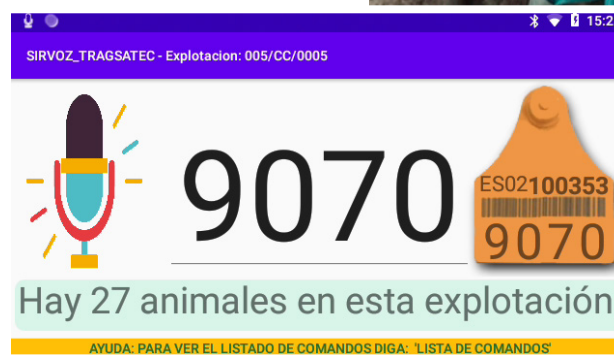 15:2
SIRVOZ_TRAGSATEC - Explotacion: 005/CC/0005
9070
ES02100353
9070
Hay 27 animales en esta explotación
AYUDA: PARA VER EL LISTADO DE COMANDOS DIGA: 'LISTA DE COMANDOS'